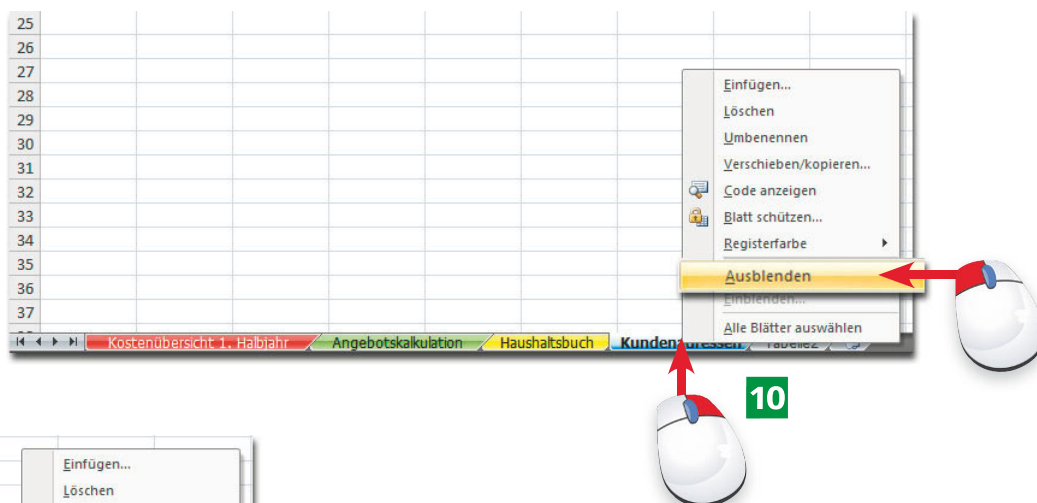 25
26
27
28
29
30
31
32
33
34
35
36
37
Einfügen...
Löschen
Umbenennen
Verschieben/kopieren...
Code anzeigen
Blatt schützen...
Registerfarbe
Ausblenden
Einblenden...
Alle Blätter auswählen
Kostenübersicht 1. Halbjahr Angebotskalkulation Haushaltsbuch Kundenadressen Tabelle2
10
Einfügen...
Löschen